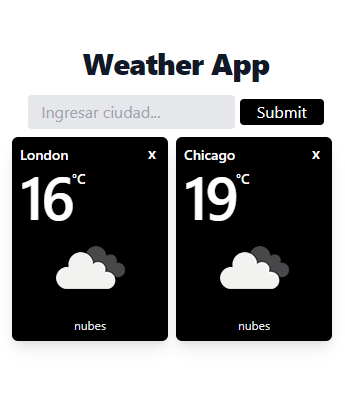 Weather App
Ingresar ciudad...
Submit
London x
16°C
nubes
Chicago x
19°C
nubes